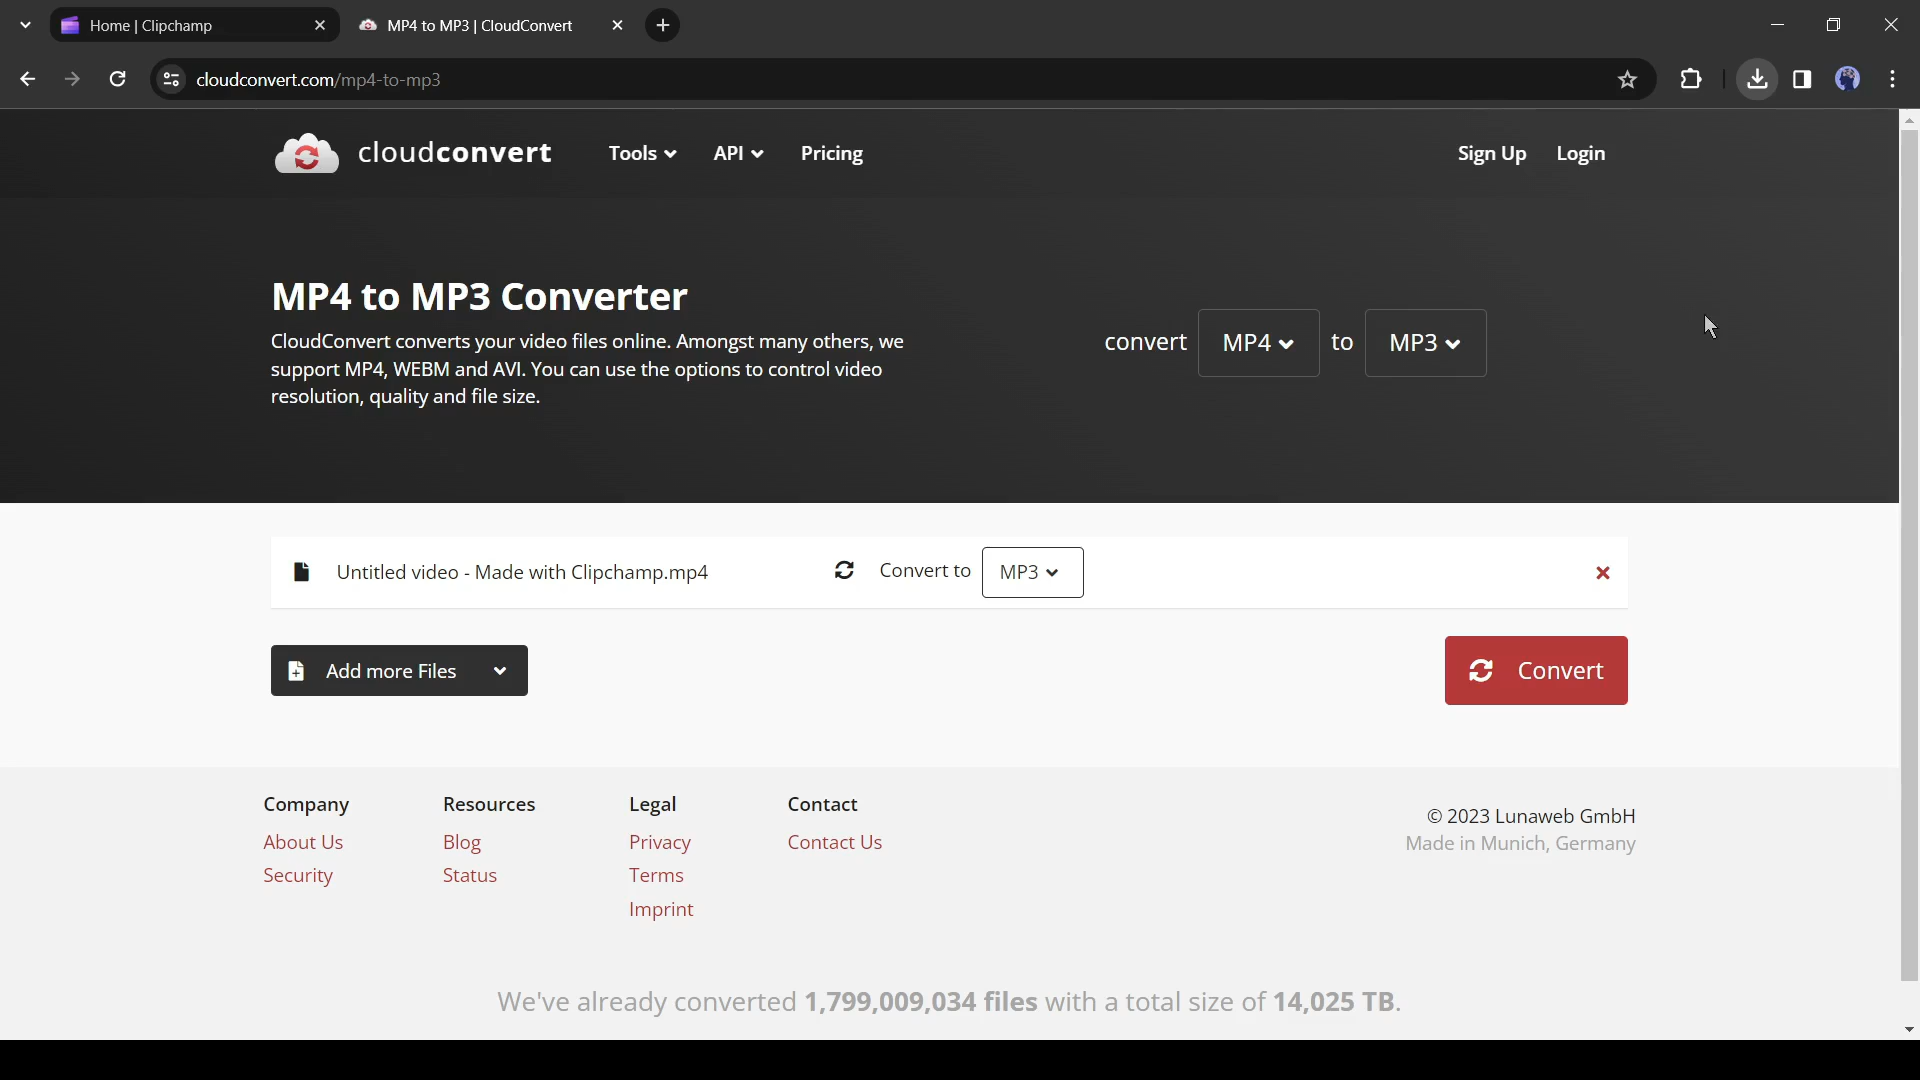 Home | Clipchamp
MP4 to MP3 | CloudConvert
cloudconvert.com/mp4-to-mp3
cloudconvert
Tools
API
Pricing
Sign Up
Login
MP4 to MP3 Converter
CloudConvert converts your video files online. Amongst many others, we
support MP4, WEBM and AVI. You can use the options to control video
resolution, quality and file size.
convert MP4 to MP3
Untitled video - Made with Clipchamp.mp4
Convert to MP3
Add more Files
Convert
Company
About Us
Security
Resources
Blog
Status
Legal
Privacy
Terms
Imprint
Contact
Contact Us
© 2023 Lunaweb GmbH
Made in Munich, Germany
We've already converted 1,799,009,034 files with a total size of 14,025 TB.